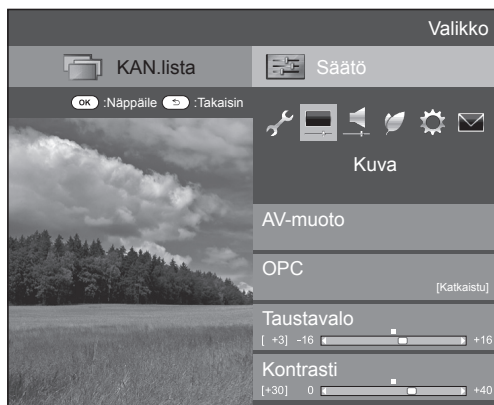 Valikko
KAN.lista
Säätö
OK :Näppäile :Takaisin
Kuva
AV-muoto
OPC
[Katkaistu]
Taustavalo
[ +3] -16 +16
Kontrasti
[+30] 0 +40